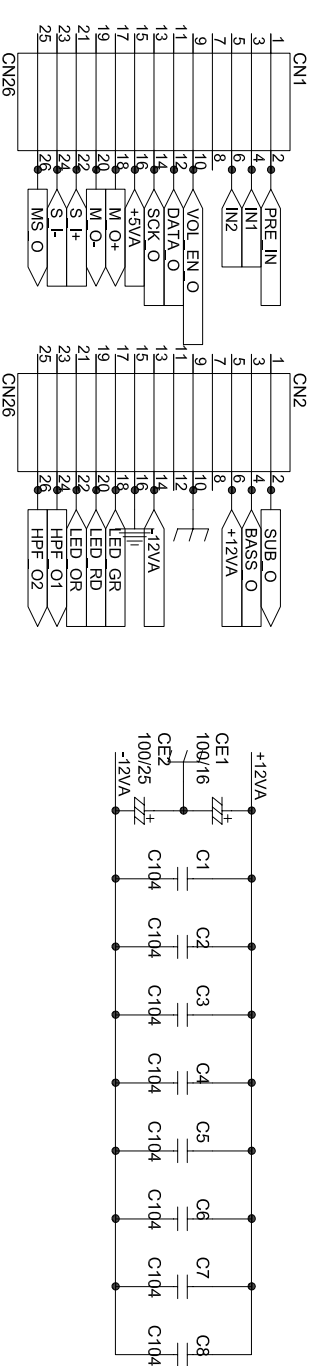 CN1
1 2 PRE_IN
3 4 IN1
5 6 IN2
7 8
9 10 VOL_EN_O
11 12 DATA_O
13 14 SCK_O
15 16 +5VA
17 18 M_O+
19 20 M_O-
21 22 S_I+
23 24 S_I-
25 26 MS_O
CN26
CN2
1 2 SUB_O
3 4 BASS_O
5 6 +12VA
7 8
9 10
11 12
13 14 -12VA
15 16
17 18 LED_GR
19 20 LED_RD
21 22 LED_OR
23 24 HPF_O1
25 26 HPF_O2
CN26
+12VA
CE1
100/16
CE2
100/25
-12VA
+
+
C1
C104
C2
C104
C3
C104
C4
C104
C5
C104
C6
C104
C7
C104
C8
C104